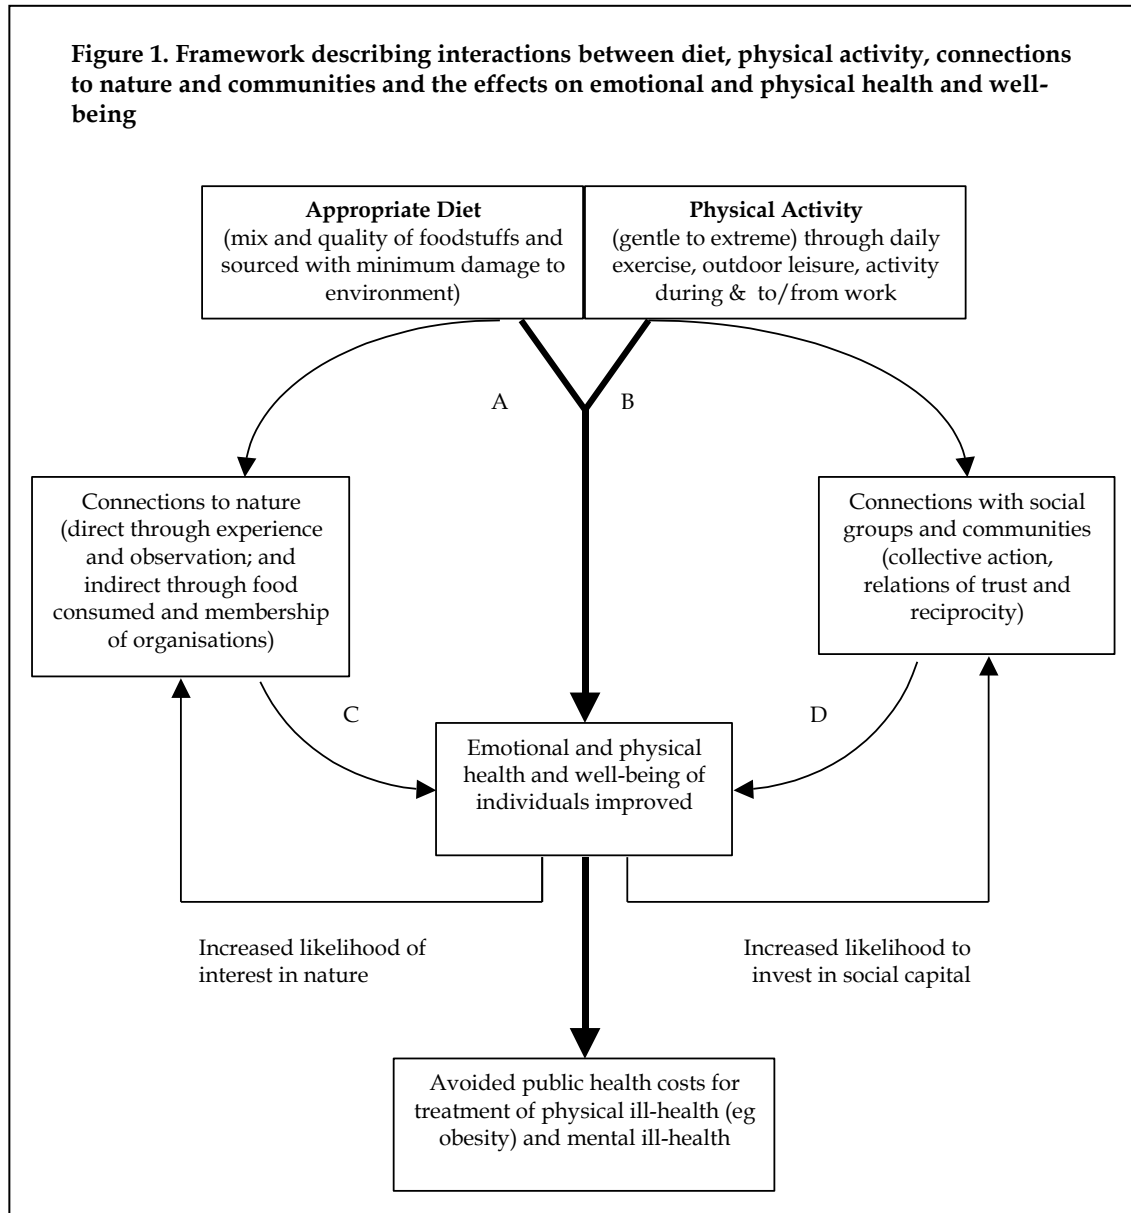 Figure 1. Framework describing interactions between diet, physical activity, connections
to nature and communities and the effects on emotional and physical health and well-
being
Appropriate Diet
(mix and quality of foodstuffs and
sourced with minimum damage to
environment)
Physical Activity
(gentle to extreme) through daily
exercise, outdoor leisure, activity
during & to/from work
A
B
Connections to nature
(direct through experience
and observation; and
indirect through food
consumed and membership
of organisations)
Connections with social
groups and communities
(collective action,
relations of trust and
reciprocity)
C
D
Emotional and physical
health and well-being of
individuals improved
Increased likelihood of
interest in nature
Increased likelihood to
invest in social capital
Avoided public health costs for
treatment of physical ill-health (eg
obesity) and mental ill-health